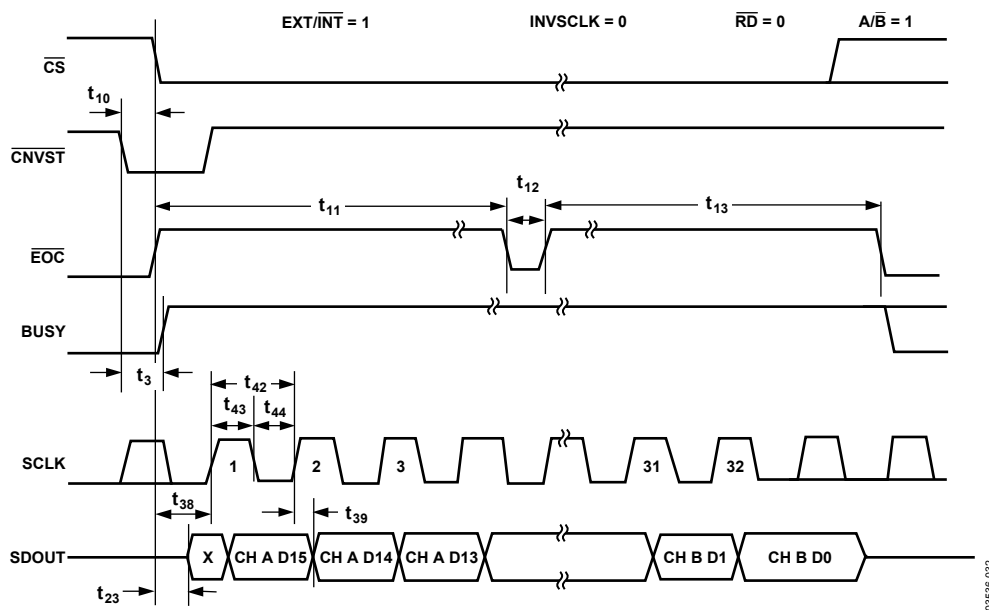 EXT/INT = 1 INVSCLK = 0 RD = 0 A/B = 1
CS
t10
CNVST
t12
t11
t13
EOC
BUSY
t3
t42
t43
t44
SCLK
1
2
3
31
32
t38
t39
SDOUT
X
CH A D15
CH A D14
CH A D13
CH B D1
CH B D0
t23
03536-032